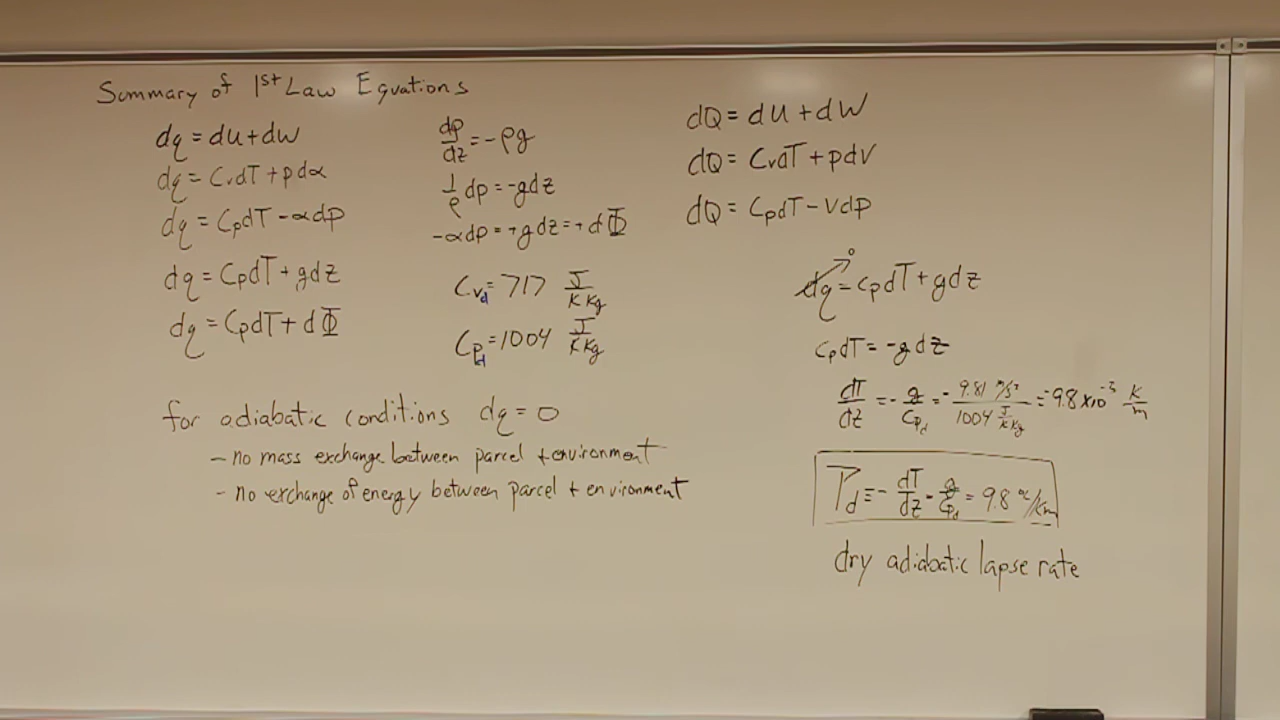 Summary of 1st Law Equations
dq = du + dw
dq = CvdT + pdα
dq = CpdT - αdp
dq = CpdT + gdz
dq = CpdT + dΦ
dp/dz = -ρg
1/ρ dp = -gdz
-αdp = +gdz = +dΦ
Cvd = 717 J/K Kg
Cpd = 1004 J/K Kg
for adiabatic conditions dq = 0
- no mass exchange between parcel + environment
- no exchange of energy between parcel + environment
dQ = dU + dW
dQ = CvdT + pdV
dQ = CpdT - Vdp
dq = CpdT + gdz
0
CpdT = -gdz
dT/dz = -g/Cpd = -9.81 m/s²/1004 J/K Kg = -9.8 x10⁻³ K/m
Γd = -dT/dz - g/Cpd = 9.8 °C/Km
dry adiabatic lapse rate